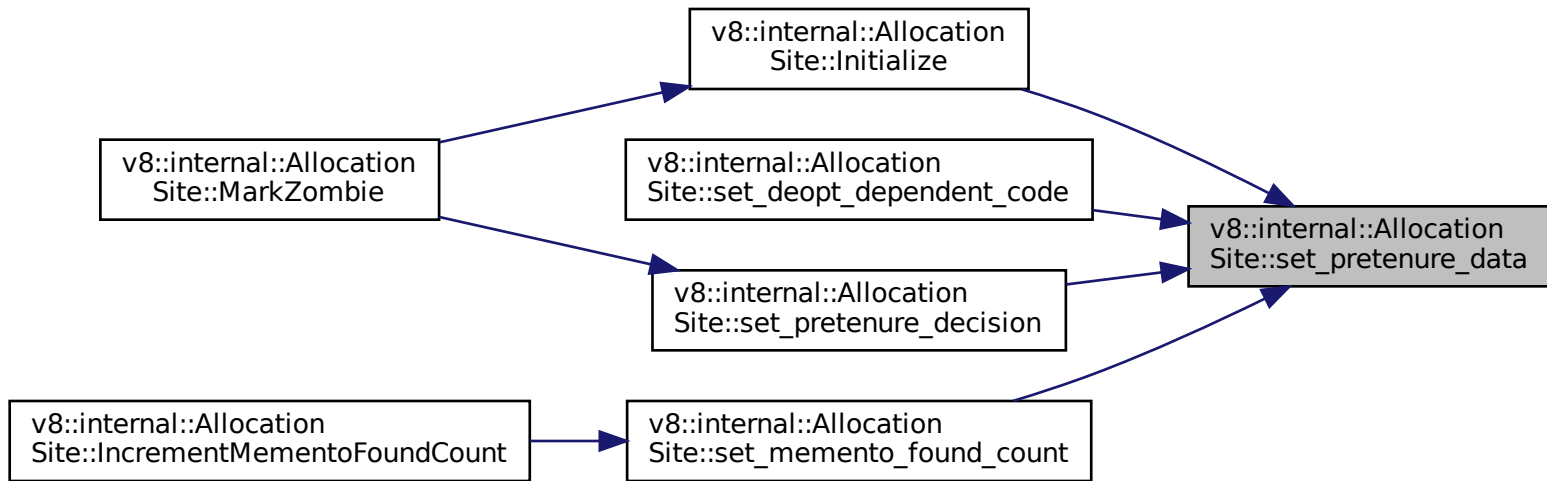 v8::internal::Allocation
Site::Initialize
v8::internal::Allocation
Site::MarkZombie
v8::internal::Allocation
Site::set_deopt_dependent_code
v8::internal::Allocation
Site::set_pretenure_data
v8::internal::Allocation
Site::set_pretenure_decision
v8::internal::Allocation
Site::IncrementMementoFoundCount
v8::internal::Allocation
Site::set_memento_found_count